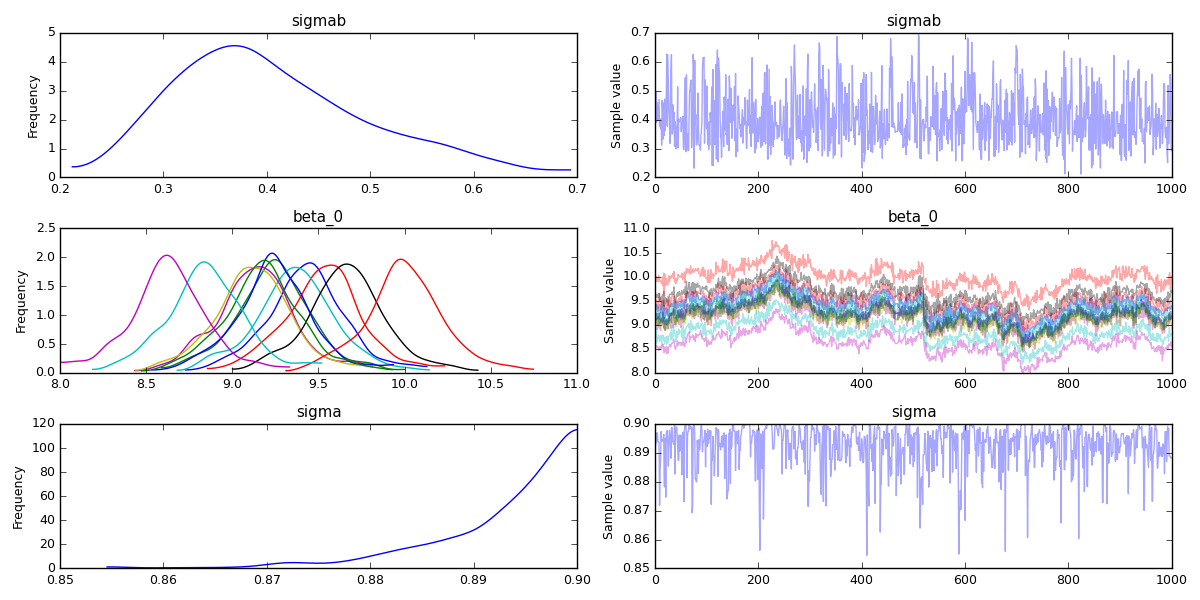 sigmab
sigmab
Frequency
5
4
3
2
1
0
0.2 0.3 0.4 0.5 0.6 0.7
Sample value
0.7
0.6
0.5
0.4
0.3
0.2
0 200 400 600 800 1000
beta_0
beta_0
Frequency
2.5
2.0
1.5
1.0
0.5
0.0
8.0 8.5 9.0 9.5 10.0 10.5 11.0
Sample value
11.0
10.5
10.0
9.5
9.0
8.5
8.0
0 200 400 600 800 1000
sigma
sigma
Frequency
120
100
80
60
40
20
0
0.85 0.86 0.87 0.88 0.89 0.90
Sample value
0.90
0.89
0.88
0.87
0.86
0.85
0 200 400 600 800 1000